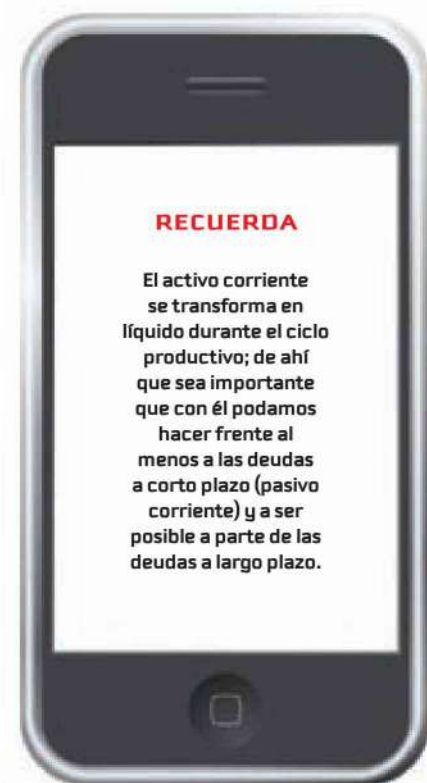 RECUERDA
El activo corriente
se transforma en
líquido durante el ciclo
productivo; de ahí
que sea importante
que con él podamos
hacer frente al
menos a las deudas
a corto plazo (pasivo
corriente) y a ser
posible a parte de las
deudas a largo plazo.